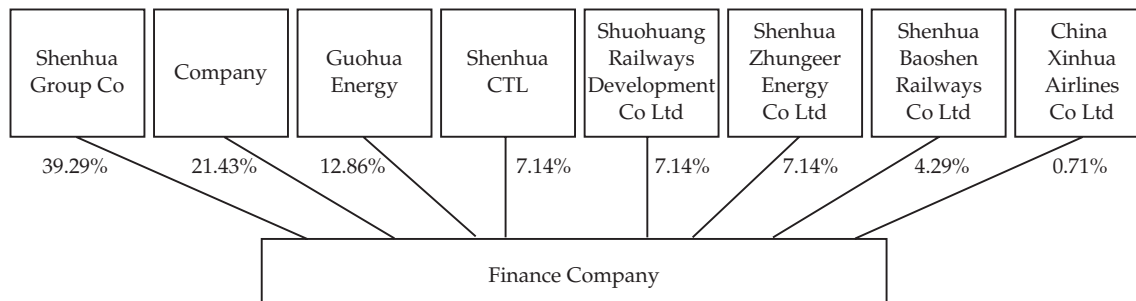 Shenhua
Group Co
Company
Guohua
Energy
Shenhua
CTL
Shuohuang
Railways
Development
Co Ltd
Shenhua
Zhungeer
Energy
Co Ltd
Shenhua
Baoshen
Railways
Co Ltd
China
Xinhua
Airlines
Co Ltd
39.29%
21.43%
12.86%
7.14%
7.14%
7.14%
4.29%
0.71%
Finance Company